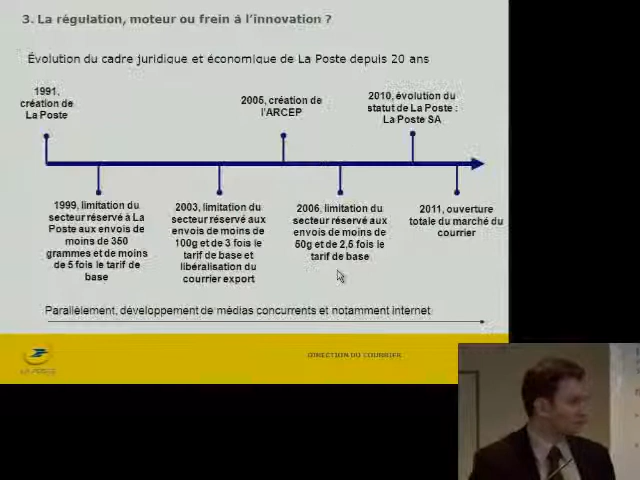 3. La régulation, moteur ou frein à l'innovation ?
Évolution du cadre juridique et économique de La Poste depuis 20 ans
1991,
création de
La Poste
2005, création de
l'ARCEP
2010, évolution du
statut de La Poste :
La Poste SA
1999, limitation du
secteur réservé à La
Poste aux envois de
moins de 350
grammes et de moins
de 5 fois le tarif de
base
2003, limitation du
secteur réservé aux
envois de moins de
100g et de 3 fois le
tarif de base et
libéralisation du
courrier export
2006, limitation du
secteur réservé aux
envois de moins de
50g et de 2,5 fois le
tarif de base
2011, ouverture
totale du marché du
courrier
Parallèlement, développement de médias concurrents et notamment internet
LA POSTE
DIRECTION DU COURRIER